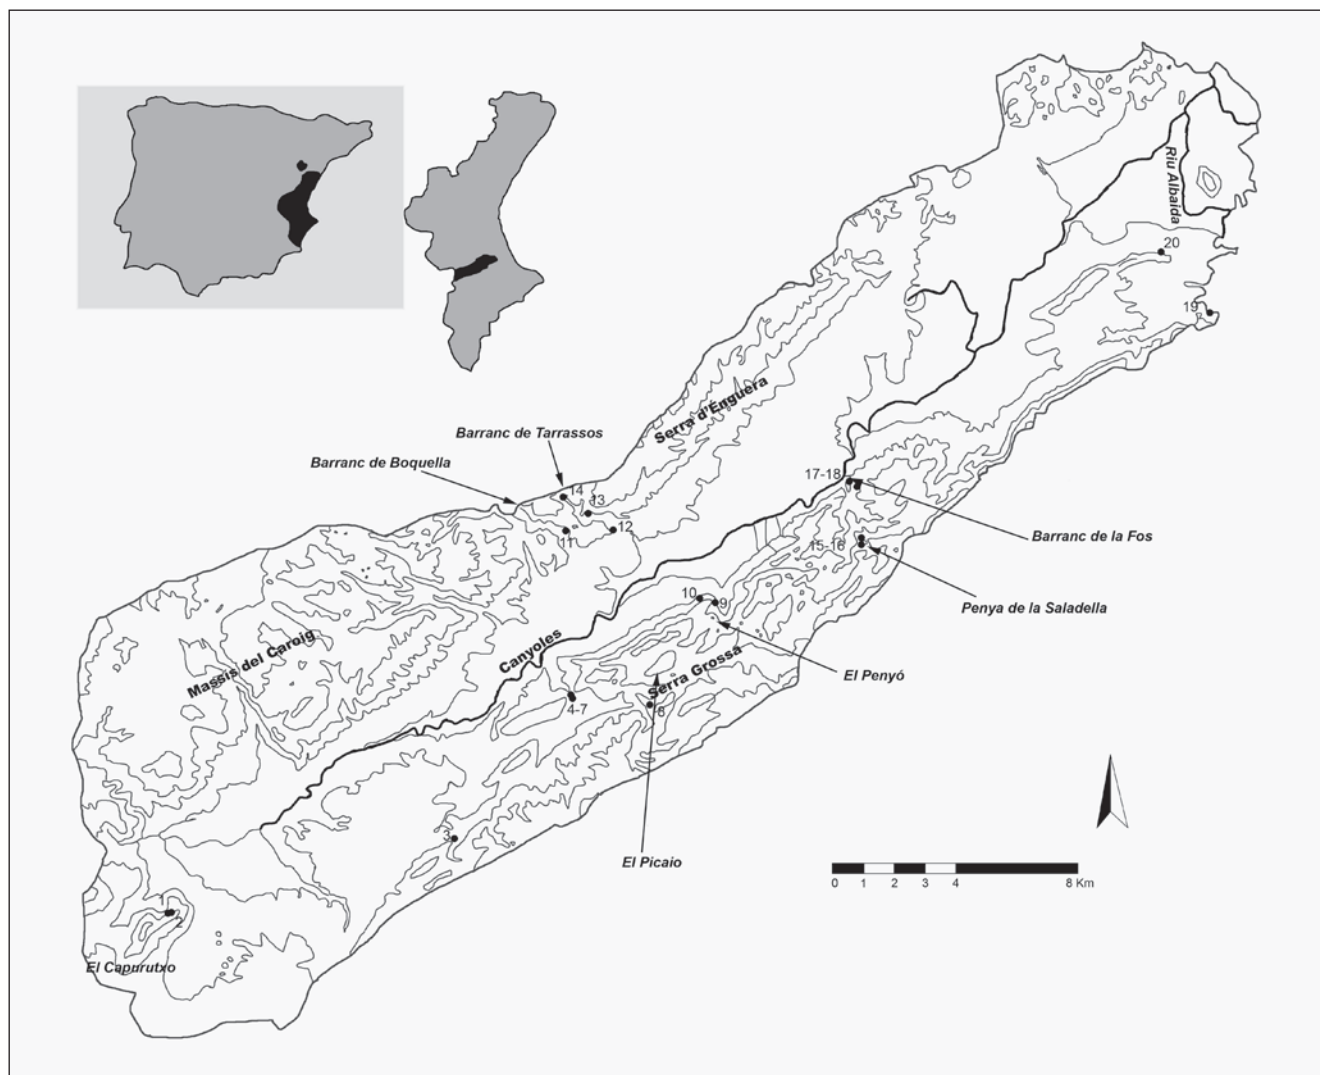 Riu Albaida
20
19
Serra d'Enguera
Barranc de Tarrassos
Barranc de Boquella
14
13
12
11
17-18
Barranc de la Fos
15-16
Penya de la Saladella
10
9
El Penyó
Canyoles
Massis del Caroig
Serra Grossa
4-7
8
El Picaio
3
1
2
El Capurutxo
0 1 2 3 4 8 Km